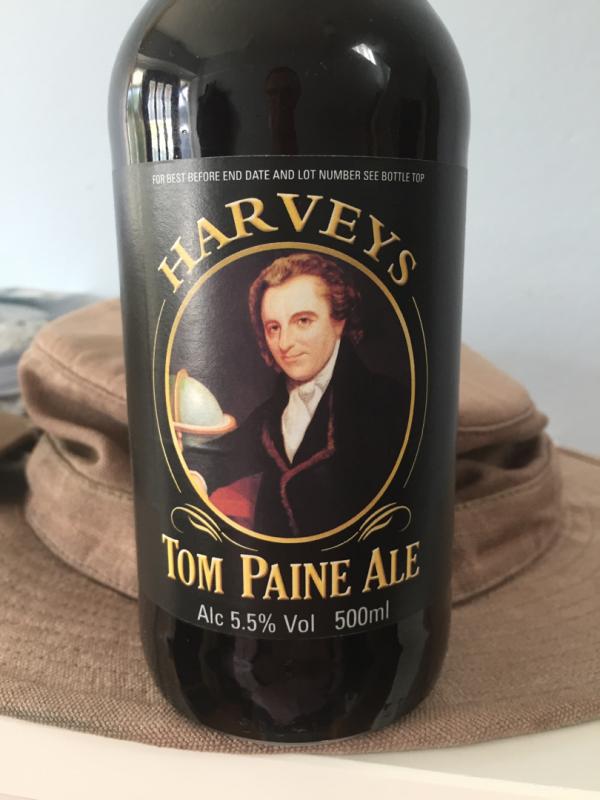 FOR BEST BEFORE END DATE AND LOT NUMBER SEE BOTTLE TOP
HARVEYS
TOM PAINE ALE
Alc 5.5% Vol 500ml